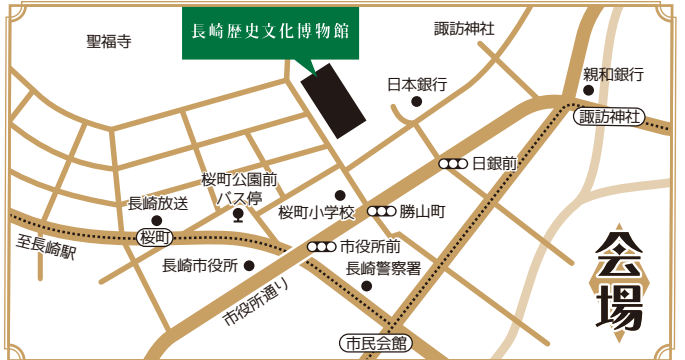 聖福寺
長崎歴史文化博物館
諏訪神社
日本銀行
親和銀行
諏訪神社
日銀前
桜町公園前
バス停
長崎放送
桜町小学校
勝山町
桜町
至長崎駅
市役所前
長崎市役所
長崎警察署
市役所通り
市民会館
会場